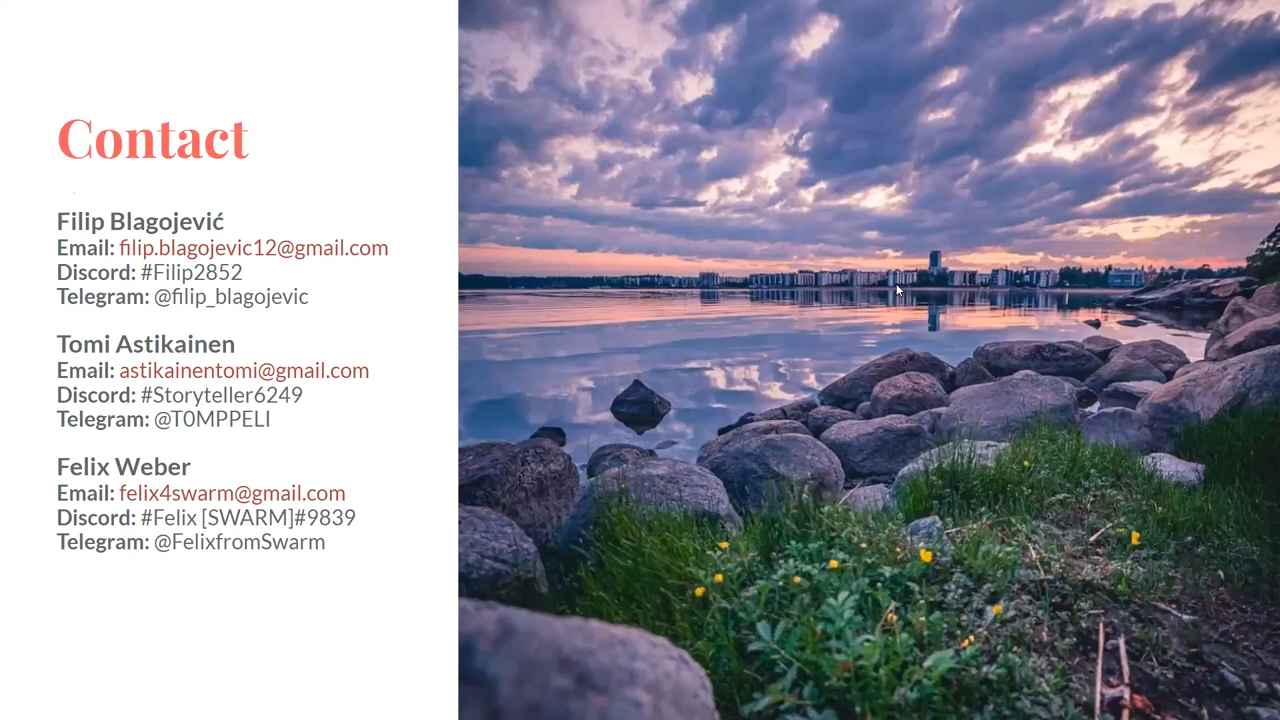 Contact
Filip Blagojević
Email: filip.blagojevic12@gmail.com
Discord: #Filip2852
Telegram: @filip_blagojevic
Tomi Astikainen
Email: astikainentomi@gmail.com
Discord: #Storyteller6249
Telegram: @T0MPPELI
Felix Weber
Email: felix4swarm@gmail.com
Discord: #Felix [SWARM]#9839
Telegram: @FelixfromSwarm